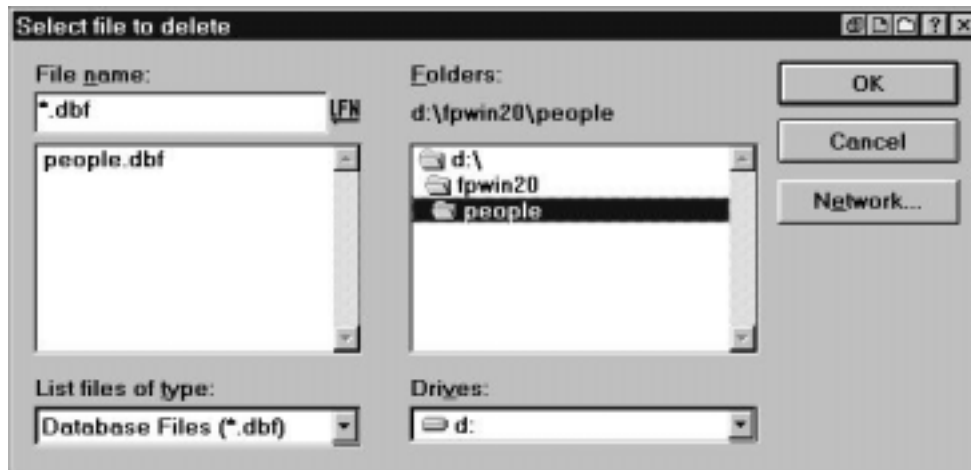 Select file to delete
?
File name:
*.dbf
LFN
people.dbf
List files of type:
Database Files (*.dbf)
Folders:
d:\fpwin20\people
d:\
fpwin20
people
Drives:
d:
OK
Cancel
Network...